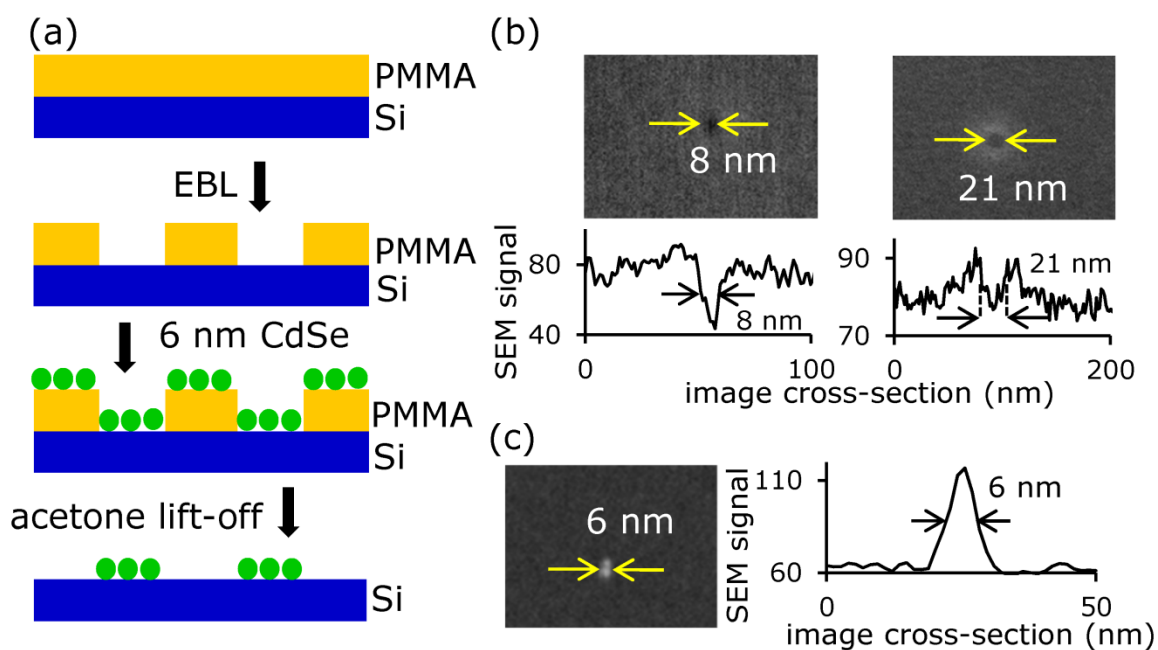 (a)
PMMA
Si
EBL
PMMA
Si
6 nm CdSe
PMMA
Si
acetone lift-off
Si
(b)
8 nm
21 nm
SEM signal
80
40
8 nm
0
100
90
70
21 nm
0
200
image cross-section (nm)
(c)
6 nm
SEM signal
110
60
6 nm
0
50
image cross-section (nm)